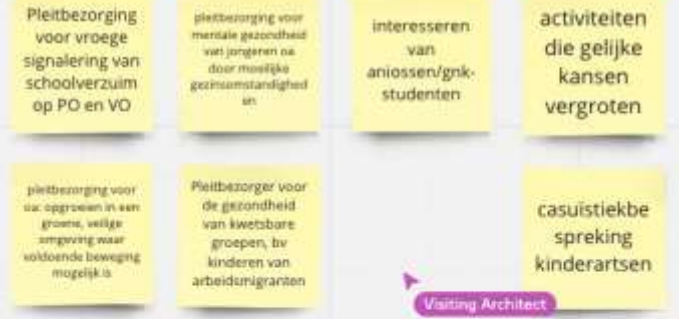 Pleitbezorging
voor vroege
signalering van
schoolverzuim
op PO en VO
pleitbezorging voor
mentale gezondheid
van jongeren oa
door moeilijke
gezinsomstandighed
en
interesseren
van
aniossen/gnk-
studenten
activiteiten
die gelijke
kansen
vergroten
pleitbezorging voor
oa: opgroeien in een
groene, veilige
omgeving waar
voldoende beweging
mogelijk is
Pleitbezorger voor
de gezondheid
van kwetsbare
groepen, bv
kinderen van
arbeidsmigranten
casuïstiekbe
spreking
kinderartsen
Visiting Architect